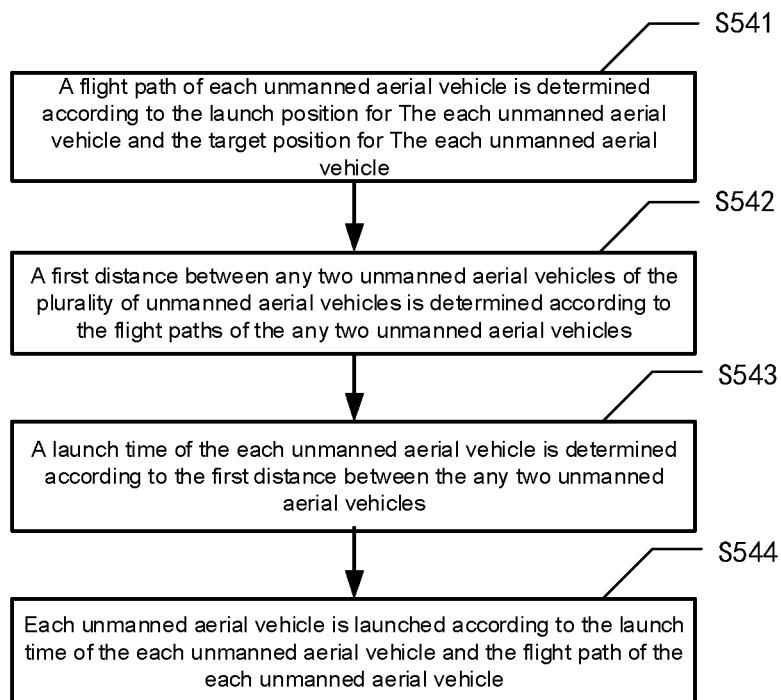 S541
A flight path of each unmanned aerial vehicle is determined
according to the launch position for The each unmanned aerial
vehicle and the target position for The each unmanned aerial
vehicle
S542
A first distance between any two unmanned aerial vehicles of the
plurality of unmanned aerial vehicles is determined according to
the flight paths of the any two unmanned aerial vehicles
S543
A launch time of the each unmanned aerial vehicle is determined
according to the first distance between the any two unmanned
aerial vehicles
S544
Each unmanned aerial vehicle is launched according to the launch
time of the each unmanned aerial vehicle and the flight path of the
each unmanned aerial vehicle